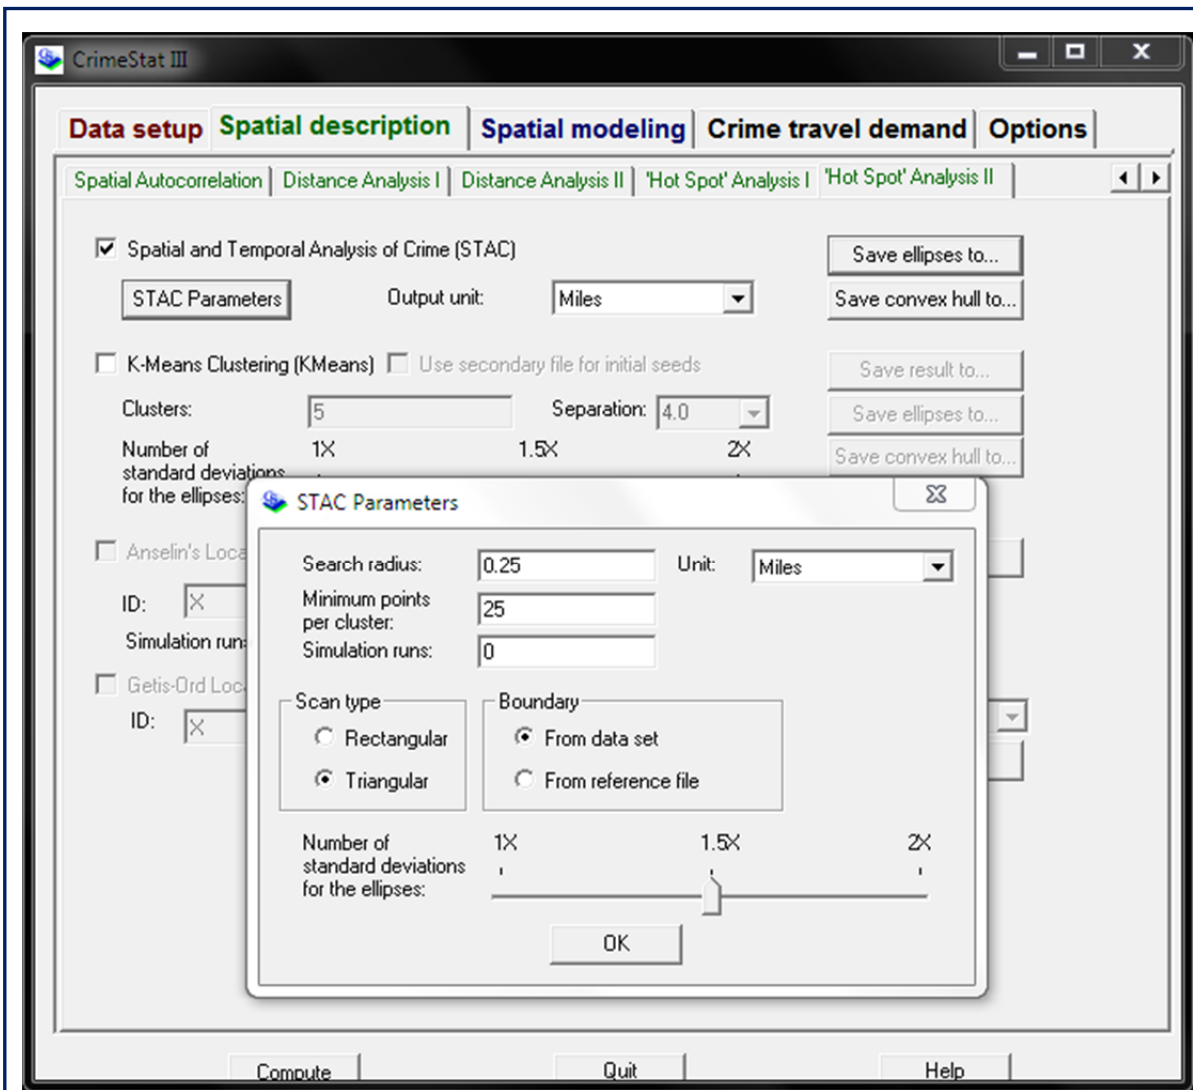 CrimeStat III
Data setup Spatial description Spatial modeling Crime travel demand Options
Spatial Autocorrelation Distance Analysis I Distance Analysis II 'Hot Spot' Analysis I 'Hot Spot' Analysis II
Spatial and Temporal Analysis of Crime (STAC) Save ellipses to...
STAC Parameters Output unit: Miles Save convex hull to...
K-Means Clustering (KMeans) Use secondary file for initial seeds Save result to...
Clusters: 5 Separation: 4.0 Save ellipses to...
Number of 1X 1.5X 2X Save convex hull to...
standard deviations
for the ellipses:
STAC Parameters
Anselin's Loca
ID: X
Simulation run
Getis-Ord Loc
ID: X
Search radius: 0.25 Unit: Miles
Minimum points
per cluster: 25
Simulation runs: 0
Scan type Boundary
Rectangular From data set
Triangular From reference file
Number of 1X 1.5X 2X
standard deviations
for the ellipses:
OK
Compute Quit Help